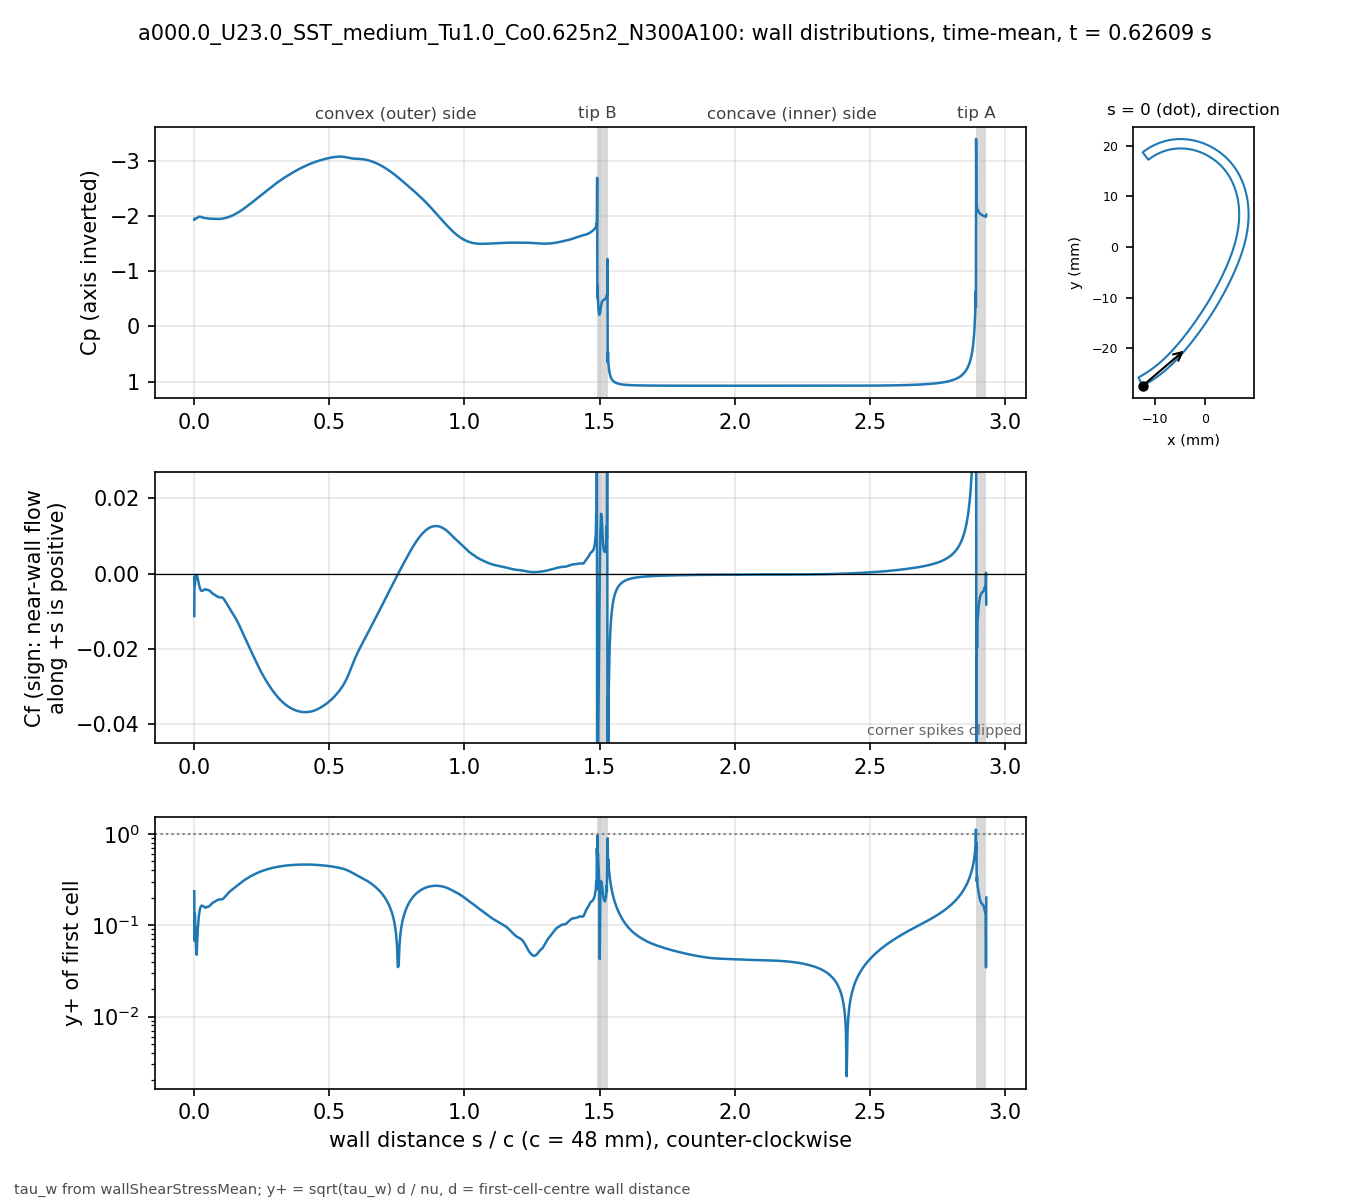 a000.0_U23.0_SST_medium_Tu1.0_Co0.625n2_N300A100: wall distributions, time-mean, t = 0.62609 s
convex (outer) side
tip B
concave (inner) side
tip A
s = 0 (dot), direction
Cp (axis inverted)
−3
−2
−1
0
1
0.0 0.5 1.0 1.5 2.0 2.5 3.0
y (mm)
20
10
0
−10
−20
−10 0
x (mm)
Cf (sign: near-wall flow
along +s is positive)
0.02
0.00
−0.02
−0.04
corner spikes clipped
0.0 0.5 1.0 1.5 2.0 2.5 3.0
y+ of first cell
10⁰
10⁻¹
10⁻²
0.0 0.5 1.0 1.5 2.0 2.5 3.0
wall distance s / c (c = 48 mm), counter-clockwise
tau_w from wallShearStressMean; y+ = sqrt(tau_w) d / nu, d = first-cell-centre wall distance